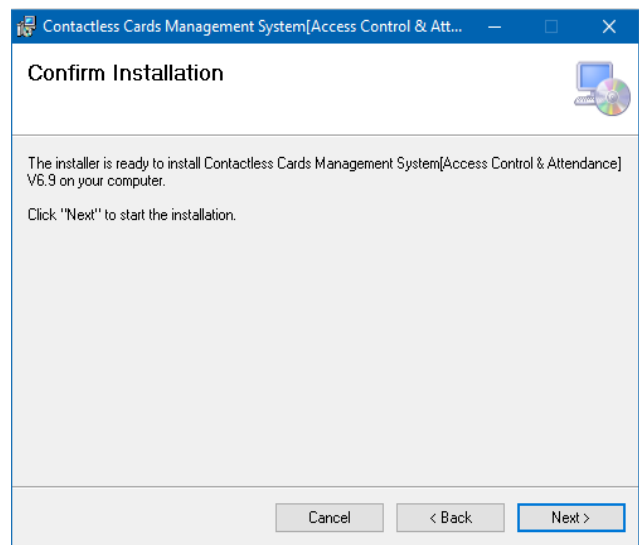 Contactless Cards Management System[Access Control & Att...
Confirm Installation
The installer is ready to install Contactless Cards Management System[Access Control & Attendance]
V6.9 on your computer.
Click "Next" to start the installation.
Cancel
< Back
Next >